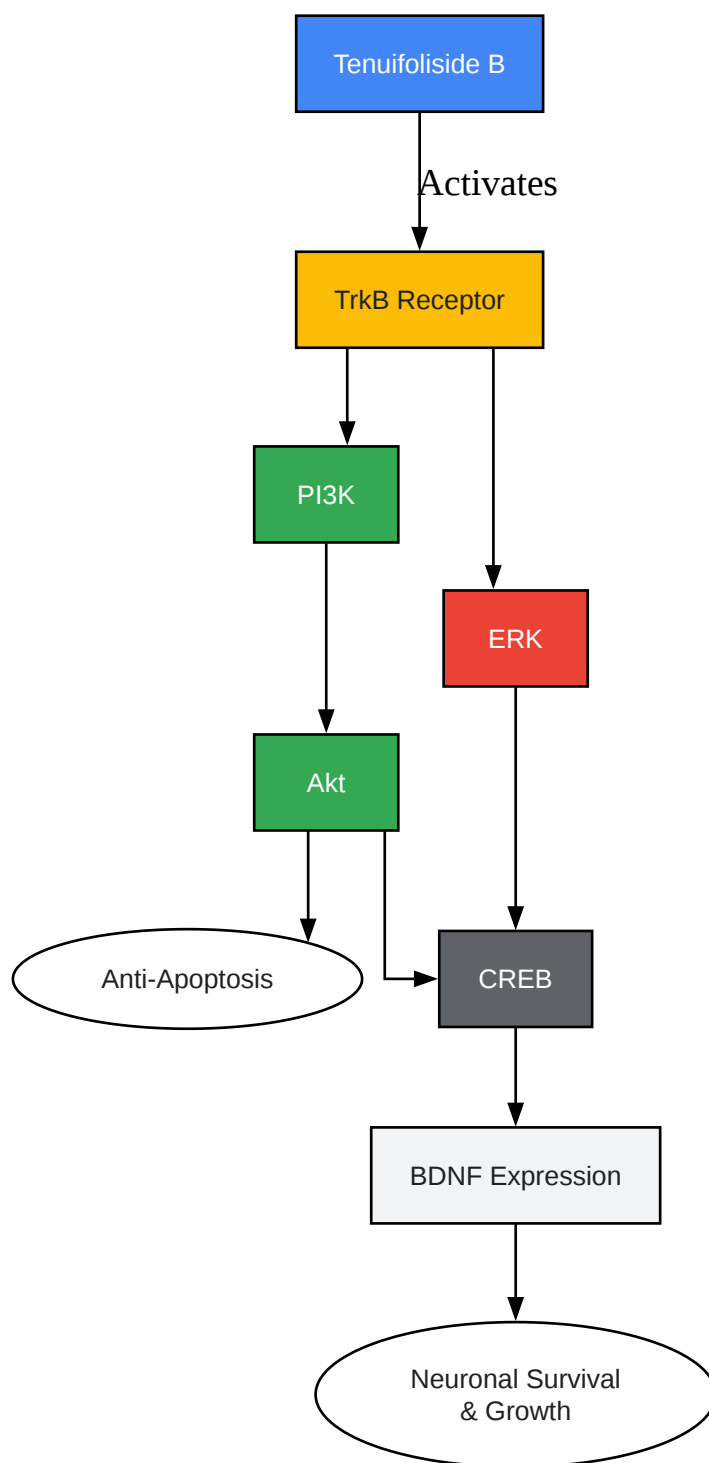 Tenuifoliside B
Activates
TrkB Receptor
PI3K
ERK
Akt
Anti-Apoptosis
CREB
BDNF Expression
Neuronal Survival
& Growth